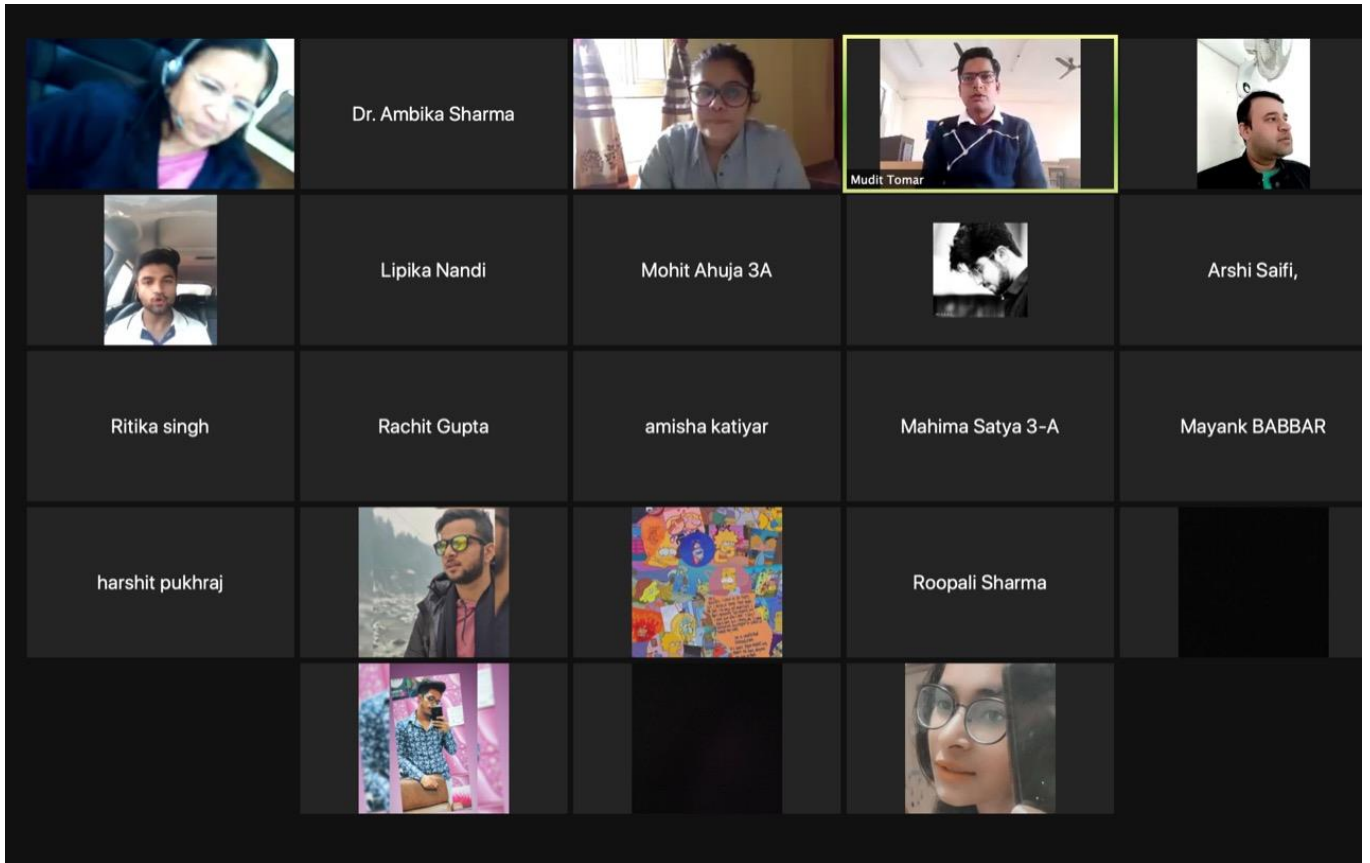 Dr. Ambika Sharma
Mudit Tomar
Lipika Nandi
Mohit Ahuja 3A
Arshi Saifi,
Ritika singh
Rachit Gupta
amisha katiyar
Mahima Satya 3-A
Mayank BABBAR
harshit pukhraj
Roopali Sharma